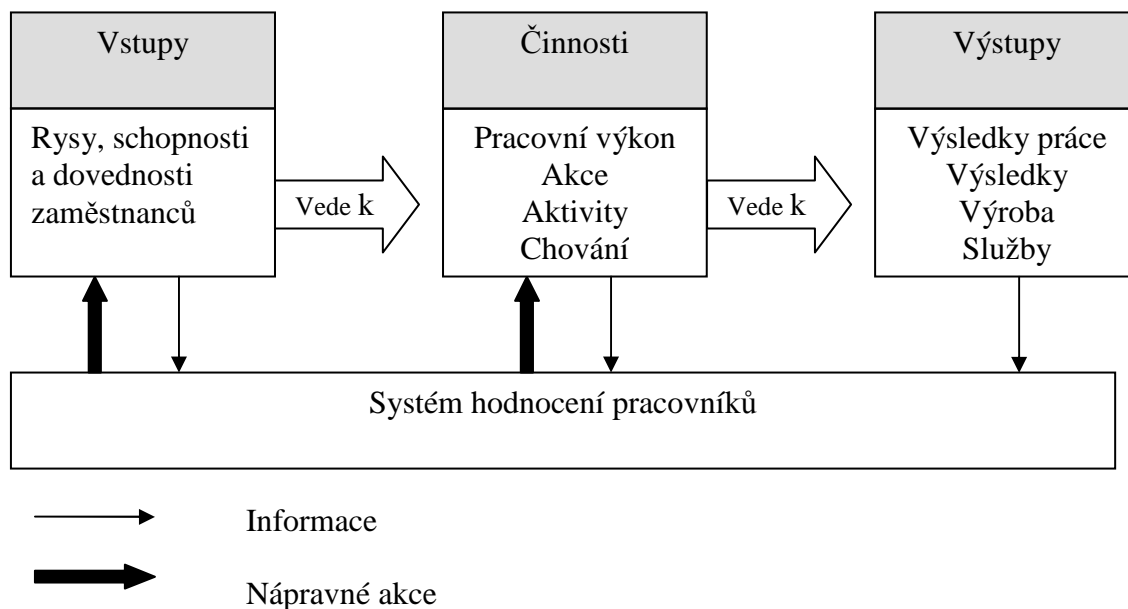 Vstupy
Rysy, schopnosti
a dovednosti
zaměstnanců
Vede k
Činnosti
Pracovní výkon
Akce
Aktivity
Chování
Vede k
Výstupy
Výsledky práce
Výsledky
Výroba
Služby
Systém hodnocení pracovníků
Informace
Nápravné akce